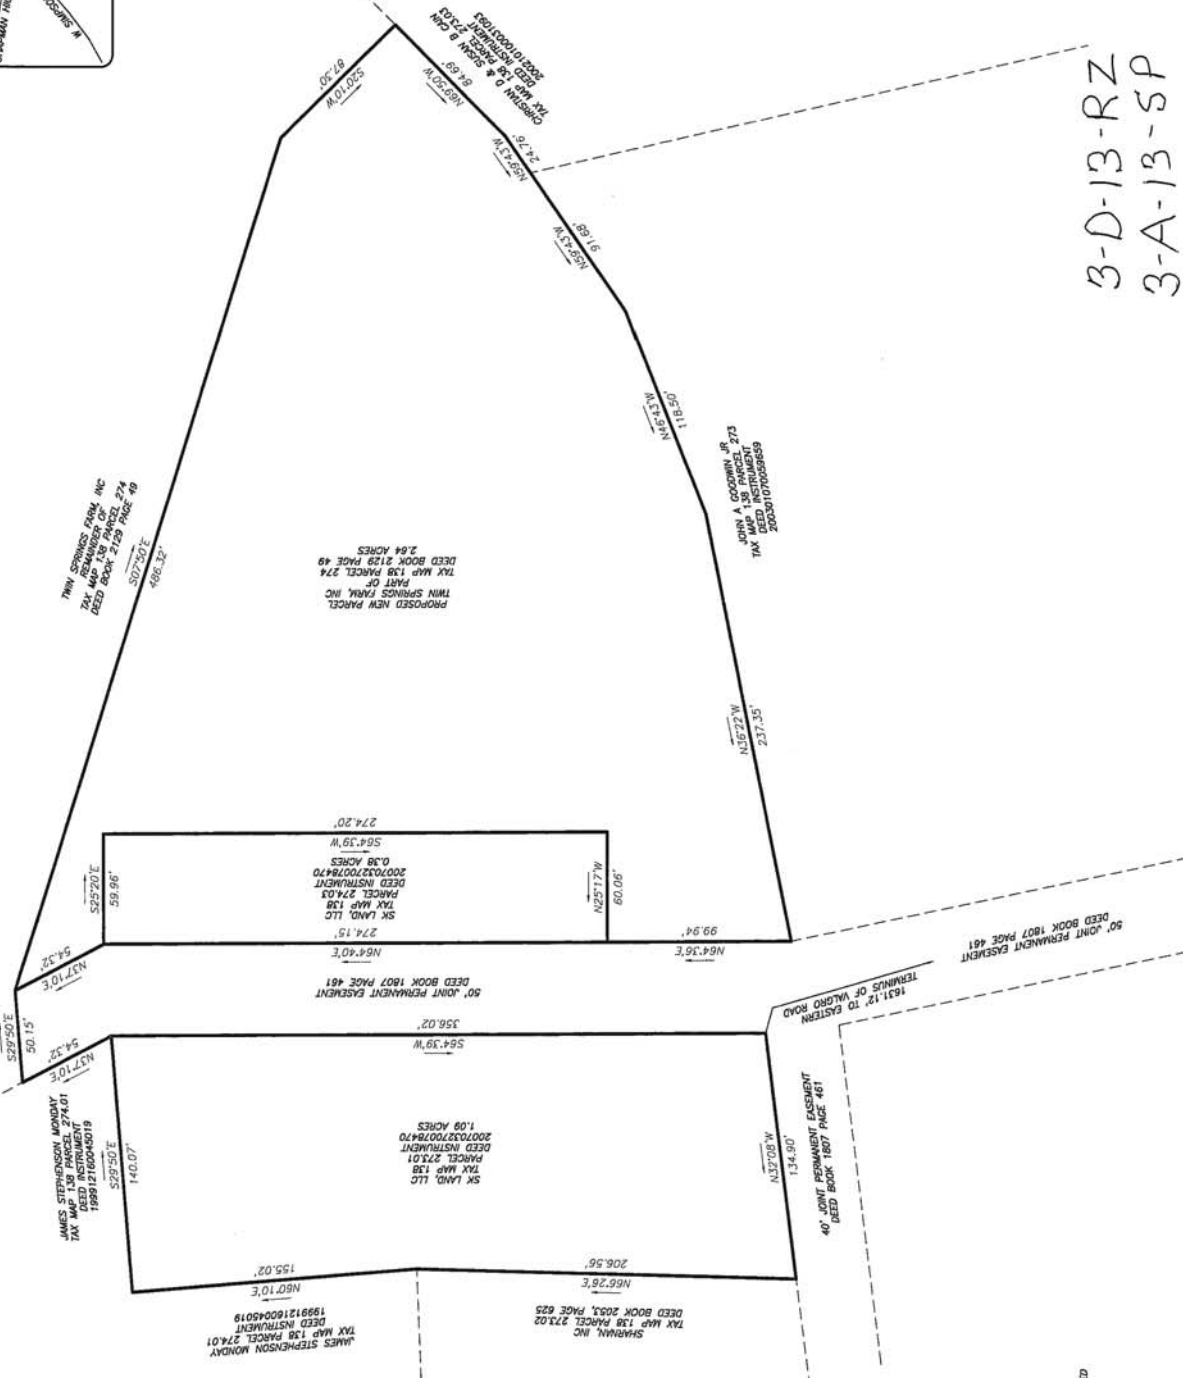 W SIMPSO
3-D-13-RZ
3-A-13-SP
S20°10'W
87.30'
N69°50'W
84.69'
CHRISTIAN D & SUSAN B CAIN
TAX MAP 138 PARCEL 273.03
DEED INSTRUMENT
200210100031093
N59°43'W
24.76'
N59°43'W
91.68'
N46°43'W
118.50'
JOHN A GOODWIN JR
TAX MAP 138 PARCEL 273
DEED INSTRUMENT
200301070059659
N36°22'W
237.35'
TWIN SPRINGS FARM, INC
REMAINDER OF
TAX MAP 138 PARCEL 274
DEED BOOK 2129 PAGE 49
S07°50'E
486.32'
PROPOSED NEW PARCEL
TWIN SPRINGS FARM, INC
PART OF
TAX MAP 138 PARCEL 274
DEED BOOK 2129 PAGE 49
2.64 ACRES
274.20'
S64°39'W
S25°20'E
59.96'
SK LAND, LLC
TAX MAP 138
PARCEL 274.03
DEED INSTRUMENT
200703270078470
0.38 ACRES
N25°17'W
60.06'
274.15'
N64°40'E
99.94'
N64°36'E
54.32'
N37°10'E
S29°50'E
50.15'
54.32'
N37°10'E
50' JOINT PERMANENT EASEMENT
DEED BOOK 1807 PAGE 461
50' JOINT PERMANENT EASEMENT
DEED BOOK 1807 PAGE 461
1631.12' TO EASTERN
TERMINUS OF VALGRO ROAD
356.02'
S64°39'W
JAMES STEPHENSON MONDAY
TAX MAP 138 PARCEL 274.01
DEED INSTRUMENT
199912160045019
S29°50'E
140.07'
SK LAND, LLC
TAX MAP 138
PARCEL 273.01
DEED INSTRUMENT
200703270078470
1.09 ACRES
N32°08'W
134.90'
40' JOINT PERMANENT EASEMENT
DEED BOOK 1807 PAGE 461
155.02'
N60°10'E
JAMES STEPHENSON MONDAY
TAX MAP 138 PARCEL 274.01
DEED INSTRUMENT
199912160045019
206.56'
N66°26'E
SHARNAN, INC
TAX MAP 138 PARCEL 273.02
DEED BOOK 2053, PAGE 625